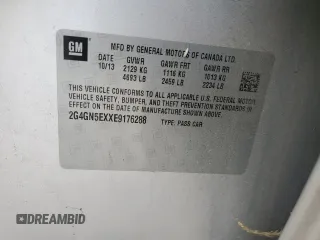 GM
MFD BY GENERAL MOTORS OF CANADA LTD.
DATE GVWR GAWR FRT GAWR RR
10/13 2129 KG 1116 KG 1013 KG
4693 LB 2459 LB 2234 LB
THIS VEHICLE CONFORMS TO ALL APPLICABLE U.S. FEDERAL
MOTOR VEHICLE SAFETY, BUMPER, AND THEFT PREVENTION STANDARDS IN
EFFECT ON THE DATE OF MANUFACTURE SHOWN ABOVE.
2G4GN5EXXE9176288 TYPE: PASS CAR
DREAMBID